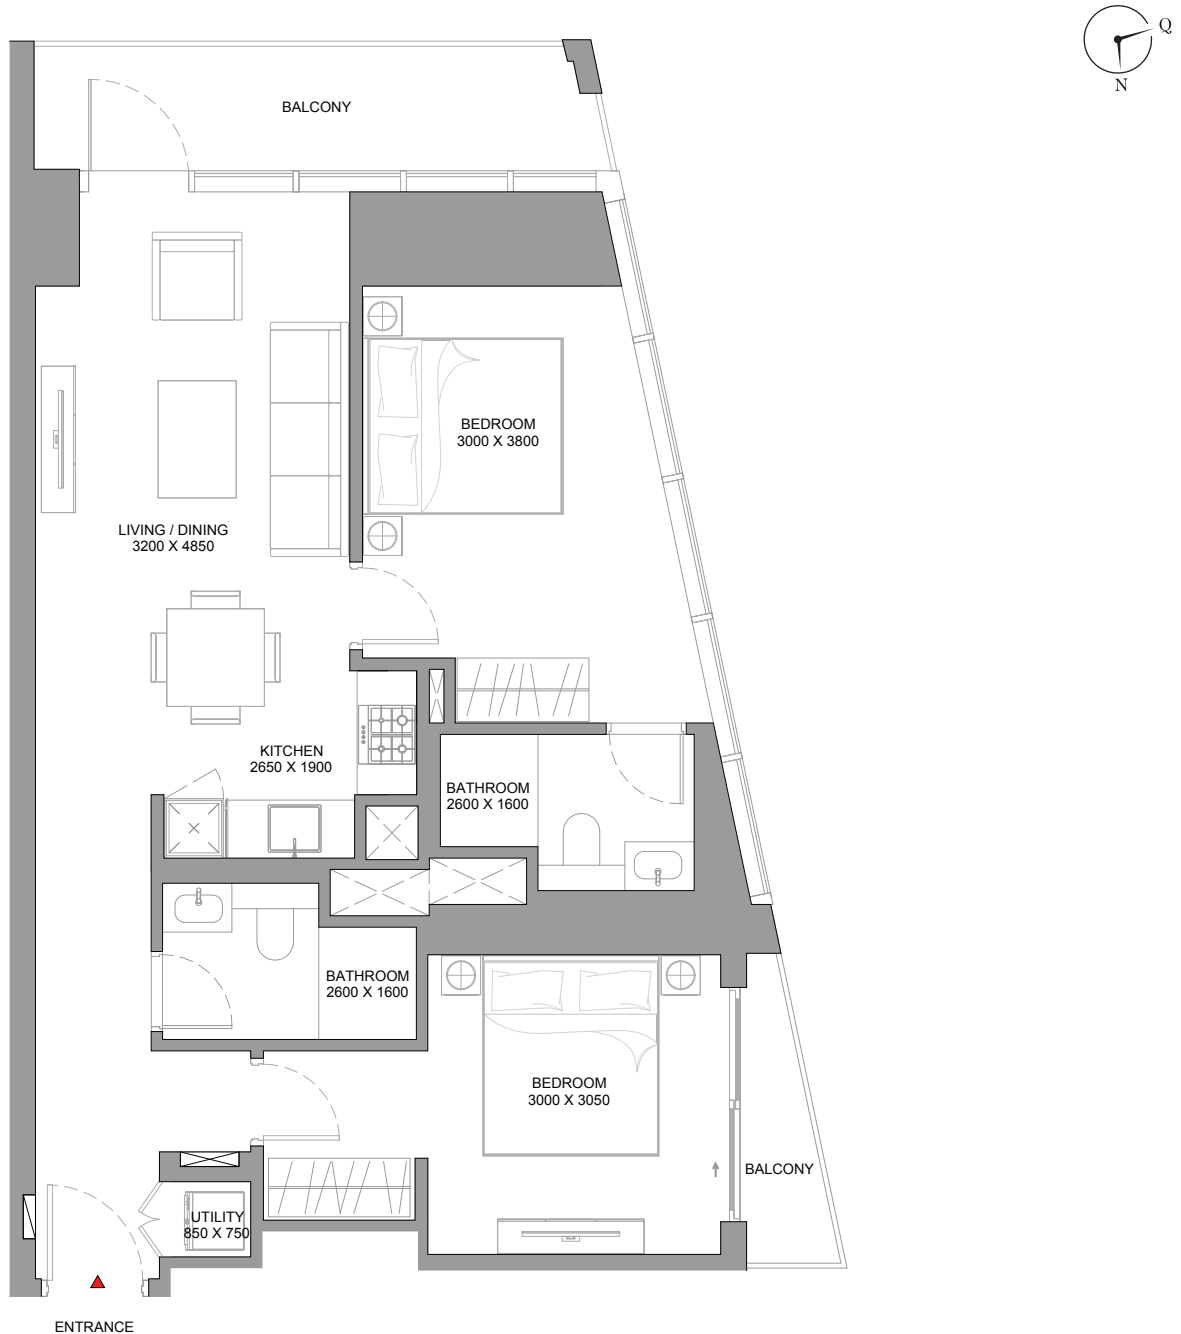 Q
N
BALCONY
BEDROOM
3000 X 3800
LIVING / DINING
3200 X 4850
KITCHEN
2650 X 1900
BATHROOM
2600 X 1600
BATHROOM
2600 X 1600
BEDROOM
3000 X 3050
BALCONY
UTILITY
850 X 750
ENTRANCE